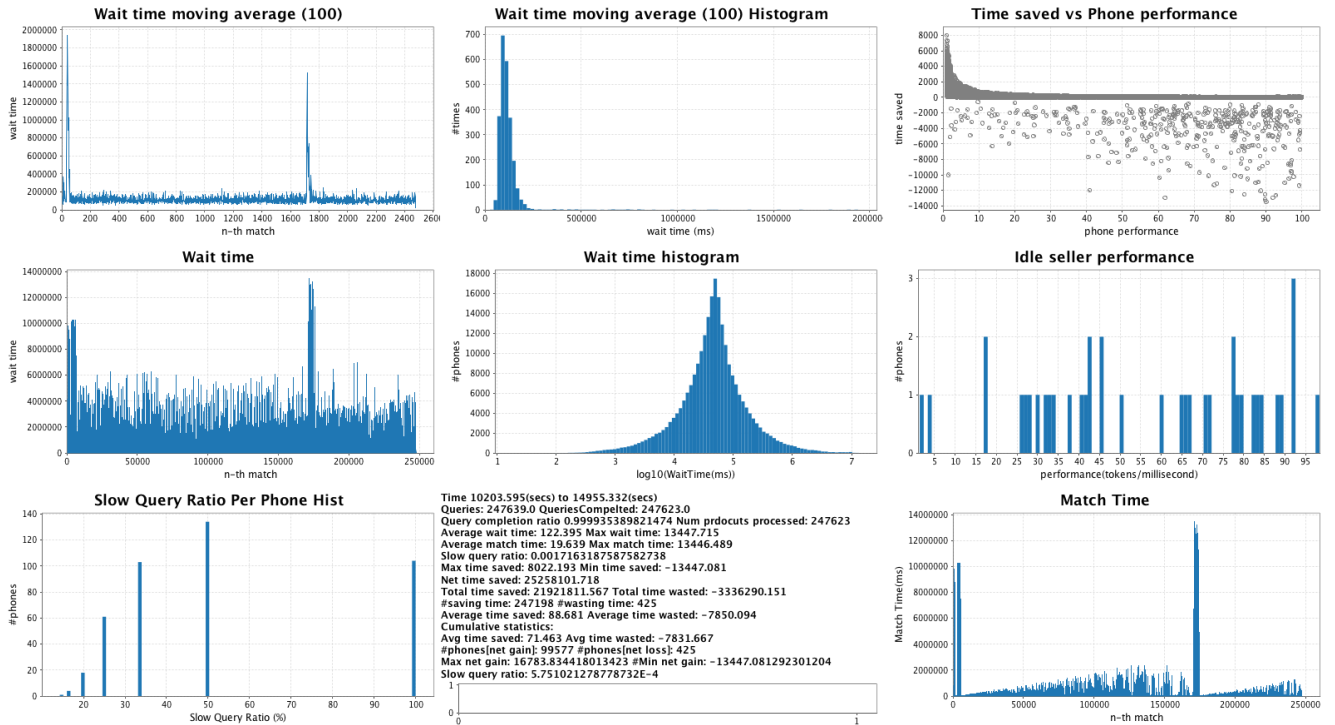 Wait time moving average (100)
2000000
1800000
1600000
1400000
1200000
1000000
800000
600000
400000
200000
0
wait time
0 200 400 600 800 1000 1200 1400 1600 1800 2000 2200 2400 260
n-th match
Wait time moving average (100) Histogram
700
600
500
400
300
200
100
0
#times
500000 1000000 1500000 2000000
wait time (ms)
Time saved vs Phone performance
8000
6000
4000
2000
0
−2000
−4000
−6000
−8000
−10000
−12000
−14000
time saved
0 10 20 30 40 50 60 70 80 90 100
phone performance
Wait time
14000000
12000000
10000000
8000000
6000000
4000000
2000000
0
wait time
0 50000 100000 150000 200000 250000
n-th match
Wait time histogram
18000
16000
14000
12000
10000
8000
6000
4000
2000
0
#phones
1 2 3 4 5 6 7
log10(WaitTime(ms))
Idle seller performance
3
2
1
0
#phones
5 10 15 20 25 30 35 40 45 50 55 60 65 70 75 80 85 90 95
performance(tokens/millisecond)
Slow Query Ratio Per Phone Hist
140
120
100
80
60
40
20
0
#phones
20 30 40 50 60 70 80 90 100
Slow Query Ratio (%)
Time 10203.595(secs) to 14955.332(secs)
Queries: 247639.0 QueriesCompelted: 247623.0
Query completion ratio 0.999935389821474 Num prdocuts processed: 247623
Average wait time: 122.395 Max wait time: 13447.715
Average match time: 19.639 Max match time: 13446.489
Slow query ratio: 0.0017163187587582738
Max time saved: 8022.193 Min time saved: -13447.081
Net time saved: 25258101.718
Total time saved: 21921811.567 Total time wasted: -3336290.151
#saving time: 247198 #wasting time: 425
Average time saved: 88.681 Average time wasted: -7850.094
Cumulative statistics:
Avg time saved: 71.463 Avg time wasted: -7831.667
#phones[net gain]: 99577 #phones[net loss]: 425
Max net gain: 16783.834418013423 #Min net gain: -13447.081292301204
Slow query ratio: 5.751021278778732E-4
1
0
0 1
Match Time
14000000
12000000
10000000
8000000
6000000
4000000
2000000
0
Match Time(ms)
0 50000 100000 150000 200000 250000
n-th match